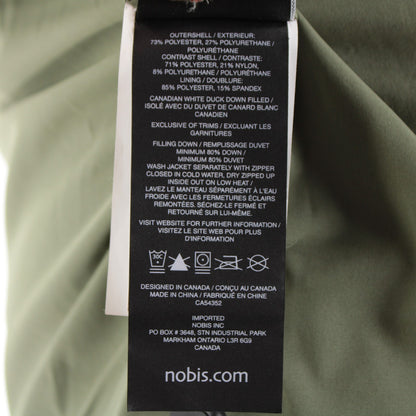 OUTERSHELL / EXTERIEUR:
73% POLYESTER, 27% POLYURETHANE /
POLYURÉTHANE
CONTRAST SHELL / CONTRASTE:
71% POLYESTER, 21% NYLON,
8% POLYURETHANE / POLYURÉTHANE
LINING / DOUBLURE:
85% POLYESTER, 15% SPANDEX
CANADIAN WHITE DUCK DOWN FILLED /
ISOLÉ AVEC DU DUVET DE CANARD BLANC
CANADIEN
EXCLUSIVE OF TRIMS / EXCLUANT LES
GARNITURES
FILLING DOWN / REMPLISSAGE DUVET
MINIMUM 80% DOWN /
MINIMUM 80% DUVET
WASH JACKET SEPARATELY WITH ZIPPER
CLOSED IN COLD WATER, DRY ZIPPED UP
INSIDE OUT ON LOW HEAT /
LAVEZ LE MANTEAU SÉPARÉMENT À L'EAU
FROIDE AVEC LES FERMETURES ÉCLAIRS
REMONTÉES. SÉCHEZ-LE FERMÉ ET
RETOURNÉ SUR LUI-MÊME.
VISIT WEBSITE FOR FURTHER INFORMATION /
VISITEZ LE SITE WEB POUR PLUS
D'INFORMATION
30C
DESIGNED IN CANADA / CONÇU AU CANADA
MADE IN CHINA / FABRIQUÉ EN CHINE
CA54352
IMPORTED
NOBIS INC
PO BOX # 3648, STN INDUSTRIAL PARK
MARKHAM ONTARIO L3R 6G9
CANADA
nobis.com